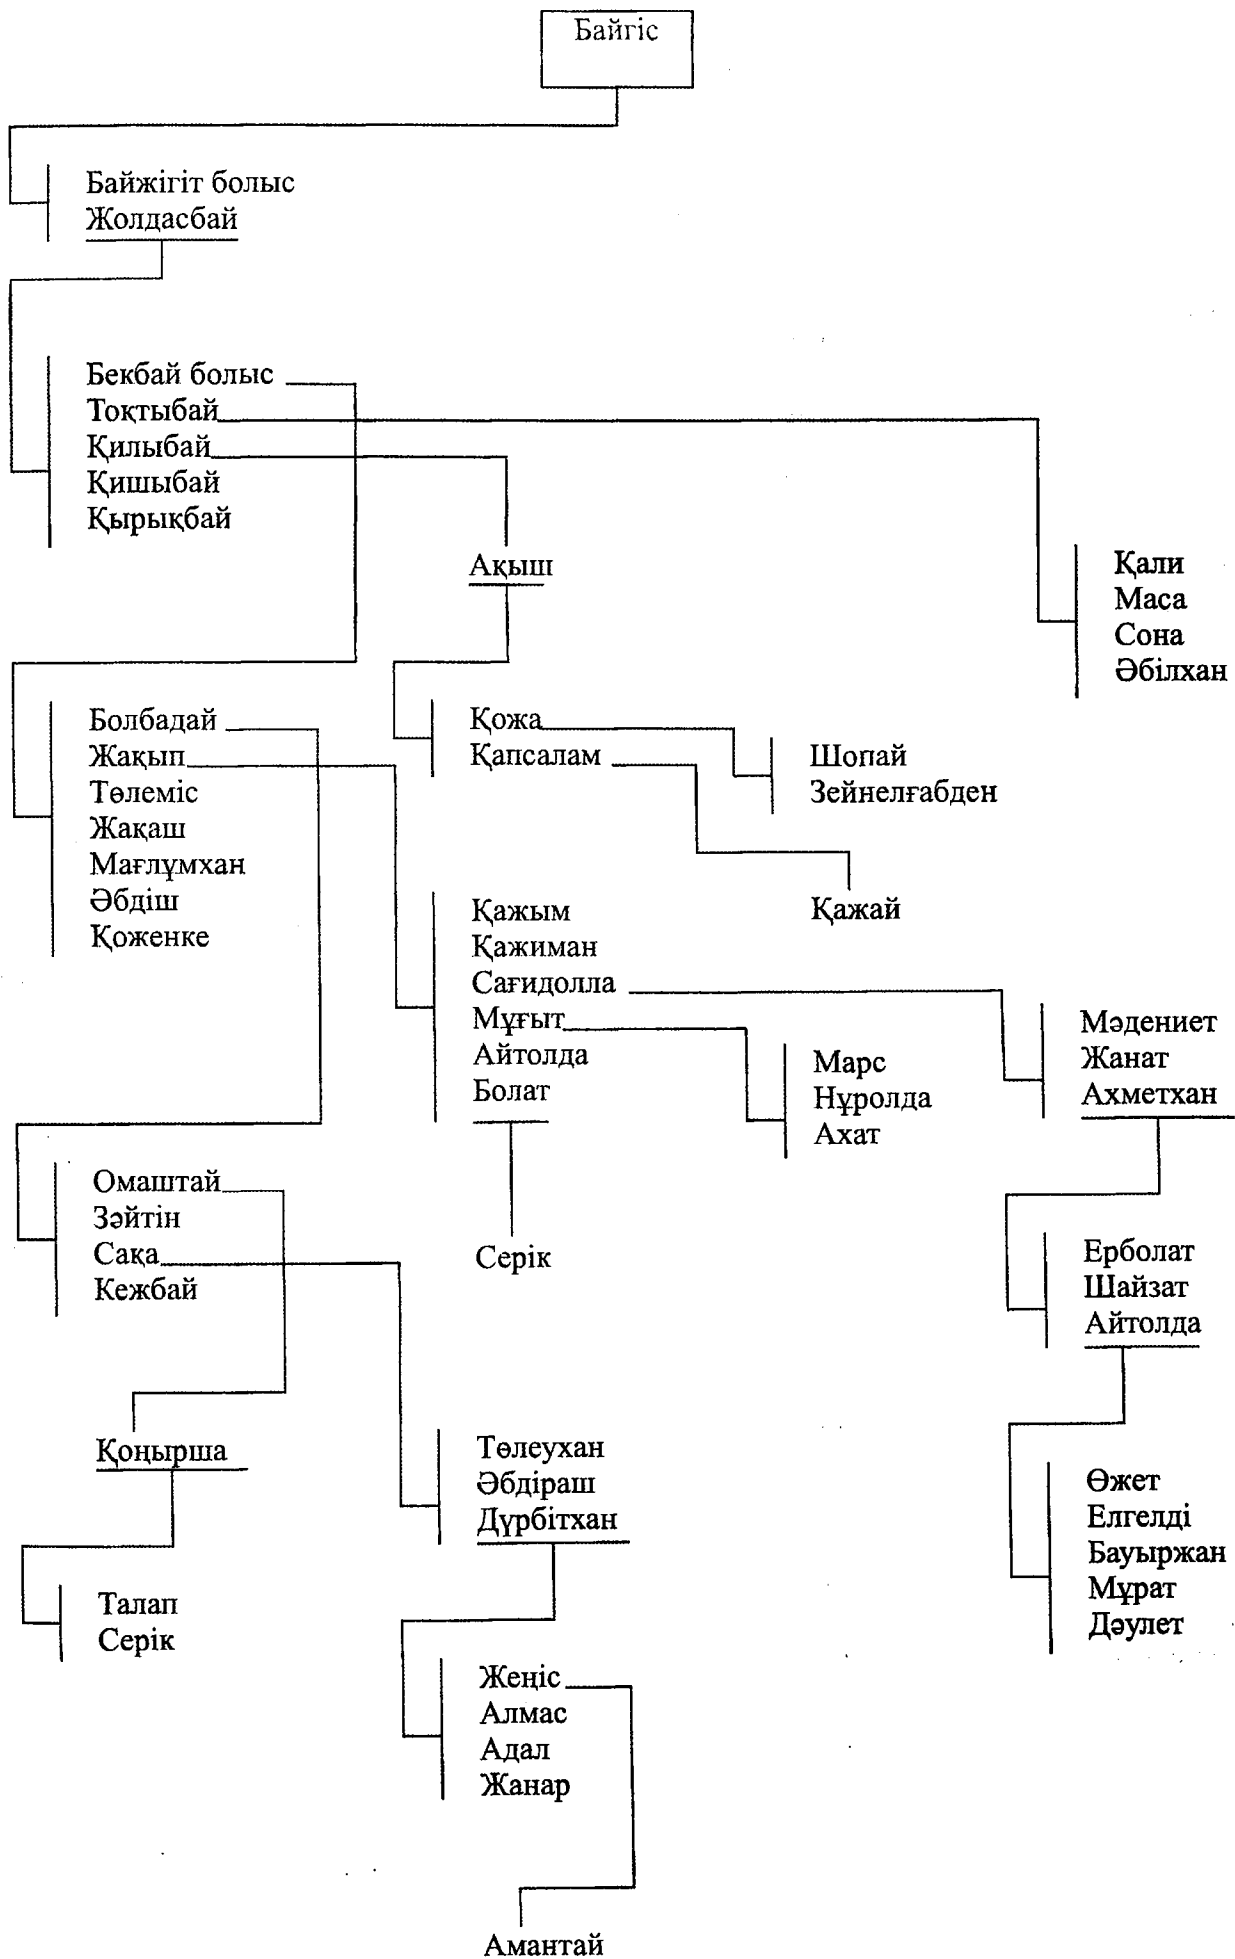 Байгіс
Байжігіт болыс
Жолдасбай
Бекбай болыс
Тоқтыбай
Қилыбай
Қишыбай
Қырықбай
Ақыш
Қали
Маса
Сона
Әбілхан
Болбадай
Жақып
Төлеміс
Жақаш
Мағлұмхан
Әбдіш
Қоженке
Қожа
Қапсалам
Шопай
Зейнелғабден
Қажай
Қажым
Қажиман
Сағидолла
Мұғыт
Айтолда
Болат
Марс
Нұролда
Ахат
Мәдениет
Жанат
Ахметхан
Омаштай
Зәйтін
Сақа
Кежбай
Серік
Ерболат
Шайзат
Айтолда
Қоңырша
Төлеухан
Әбдіраш
Дүрбітхан
Өжет
Елгелді
Бауыржан
Мұрат
Дәулет
Талап
Серік
Жеңіс
Алмас
Адал
Жанар
Амантай